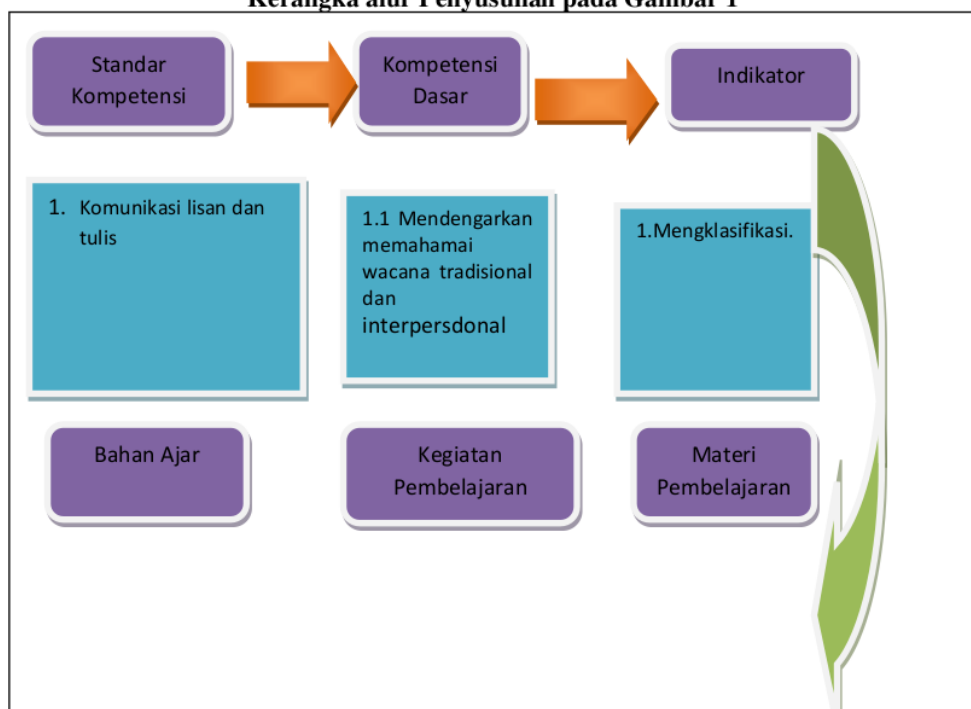 Kerangka alur Penyusunan pada Gambar 1
Standar
Kompetensi
Kompetensi
Dasar
Indikator
1. Komunikasi lisan dan
tulis
1.1 Mendengarkan
memahamai
wacana tradisional
dan
interpersdonal
1.Mengklasifikasi.
Bahan Ajar
Kegiatan
Pembelajaran
Materi
Pembelajaran